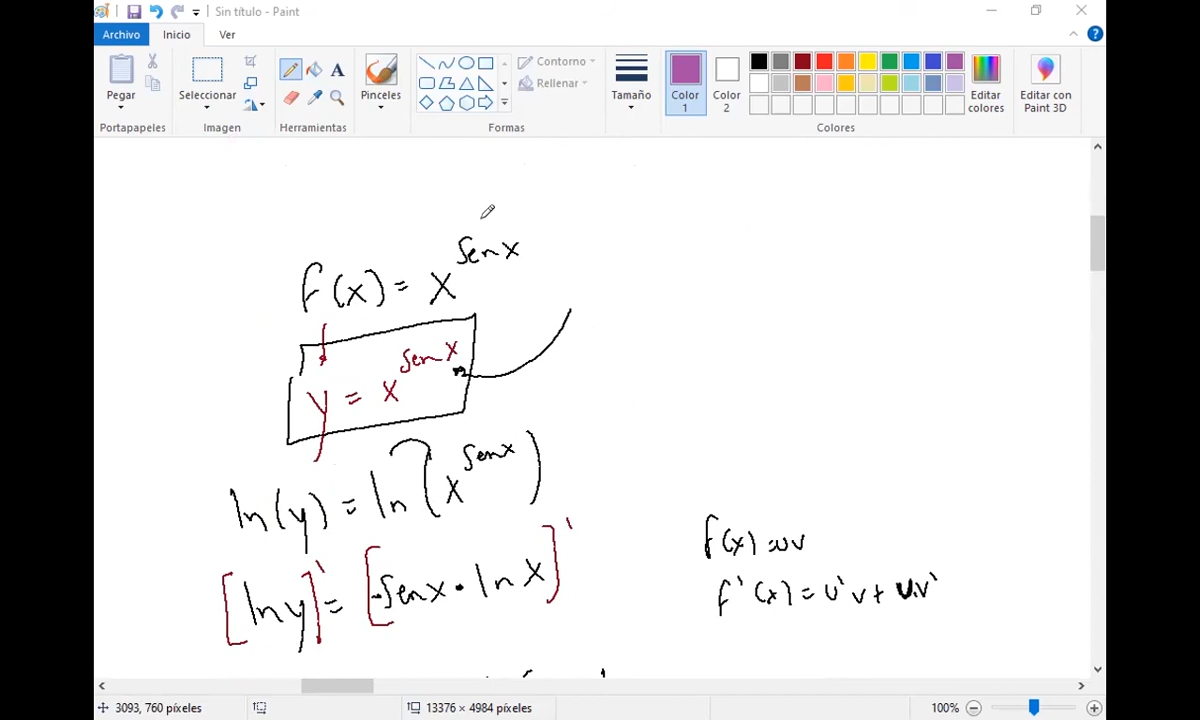 Sin título - Paint
Archivo Inicio Ver
Pegar
Portapapeles
Seleccionar
Imagen
A
Herramientas
Pinceles
Contorno
Rellenar
Formas
Tamaño
Color 1
Color 2
Editar colores
Colores
Editar con Paint 3D
f(x) = x^senx
y = x^senx
ln(y) = ln(x^senx)
[lny]' = [senx · lnx]'
f(x) = uv
f'(x) = u'v + u.v'
3093, 760 píxeles
13376 × 4984 píxeles
100%